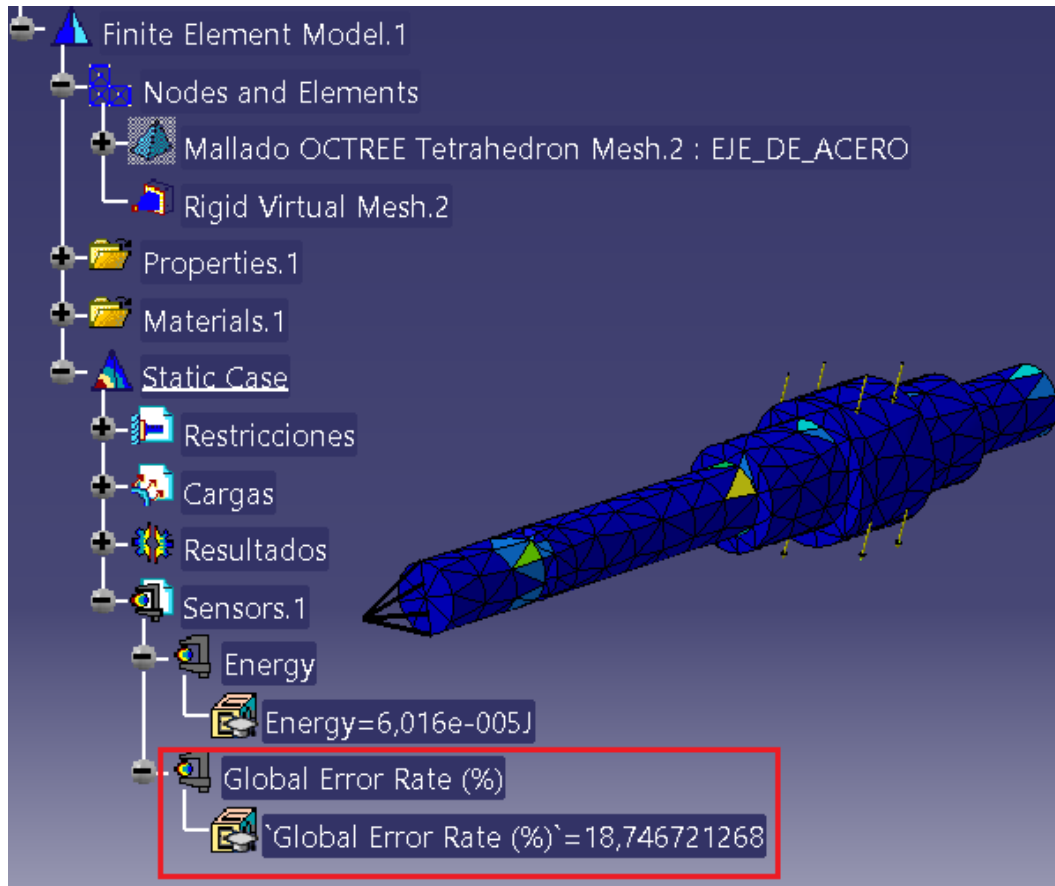 Finite Element Model.1
Nodes and Elements
Mallado OCTREE Tetrahedron Mesh.2 : EJE_DE_ACERO
Rigid Virtual Mesh.2
Properties.1
Materials.1
Static Case
Restricciones
Cargas
Resultados
Sensors.1
Energy
Energy=6,016e-005J
Global Error Rate (%)
`Global Error Rate (%)`=18,746721268